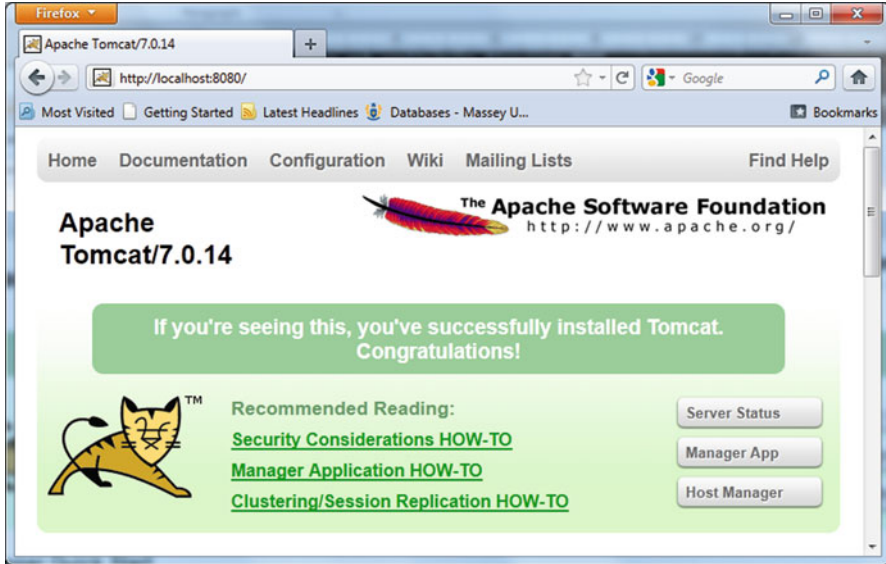 Firefox
Apache Tomcat/7.0.14
http://localhost:8080/
Google
Most Visited
Getting Started
Latest Headlines
Databases - Massey U...
Bookmarks
Home
Documentation
Configuration
Wiki
Mailing Lists
Find Help
Apache
Tomcat/7.0.14
The Apache Software Foundation
http://www.apache.org/
If you're seeing this, you've successfully installed Tomcat.
Congratulations!
TM
Recommended Reading:
Security Considerations HOW-TO
Manager Application HOW-TO
Clustering/Session Replication HOW-TO
Server Status
Manager App
Host Manager